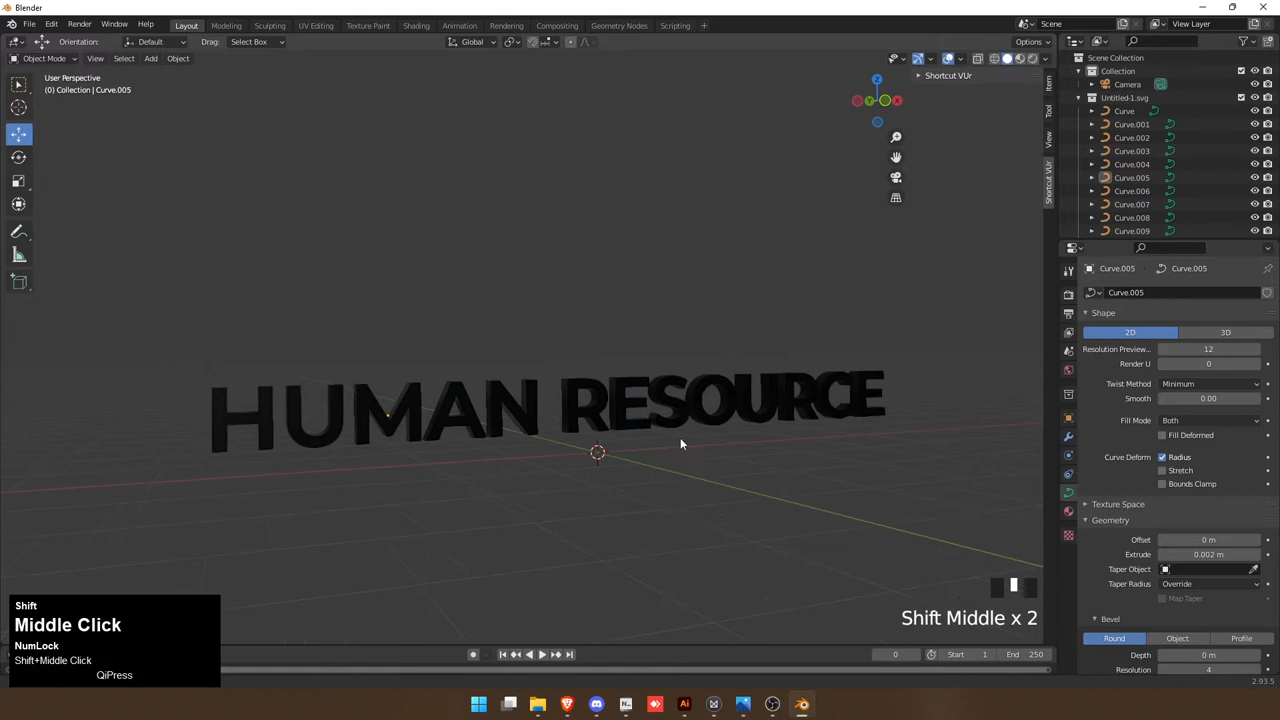 Blender
File Edit Render Window Help Layout Modeling Sculpting UV Editing Texture Paint Shading Animation Rendering Compositing Geometry Nodes Scripting + Scene View Layer
Orientation: Default Drag: Select Box Global Options
Object Mode View Select Add Object
User Perspective
(0) Collection | Curve.005
Shortcut VUr
Z
Y
X
Item
Tool
View
Shortcut VUr
Scene Collection
Collection
Camera
Untitled-1.svg
Curve
Curve.001
Curve.002
Curve.003
Curve.004
Curve.005
Curve.006
Curve.007
Curve.008
Curve.009
Curve.005 Curve.005
Curve.005
Shape
2D 3D
Resolution Preview... 12
Render U 0
Twist Method Minimum
Smooth 0.00
Fill Mode Both
Fill Deformed
Curve Deform Radius
Stretch
Bounds Clamp
Texture Space
Geometry
Offset 0 m
Extrude 0.002 m
Taper Object
Taper Radius Override
Map Taper
Bevel
Round Object Profile
Depth 0 m
Resolution 4
HUMAN RESOURCE
Shift Middle x 2
Shift
Middle Click
NumLock
Shift+Middle Click
QiPress
0 Start 1 End 250
2.93.5
Ai